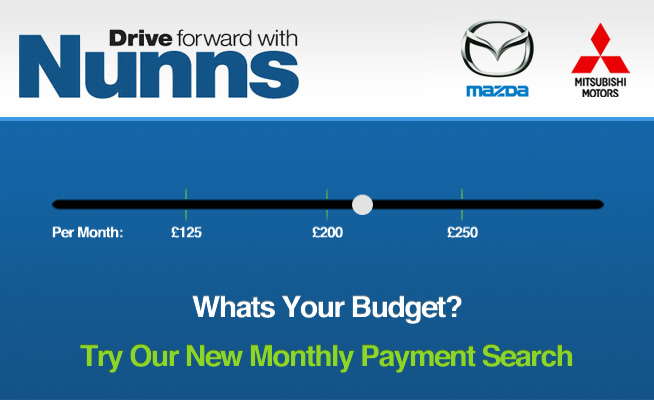 Drive forward with
Nunns
mazda
MITSUBISHI
MOTORS
Per Month: £125 £200 £250
Whats Your Budget?
Try Our New Monthly Payment Search